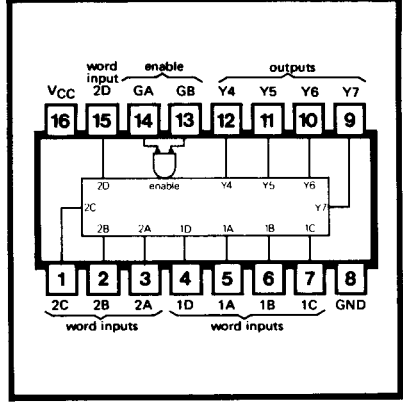 word input enable outputs
VCC 2D GA GB Y4 Y5 Y6 Y7
16 15 14 13 12 11 10 9
2D enable Y4 Y5 Y6
2C Y7
2B 2A 1D 1A 1B 1C
1 2 3 4 5 6 7 8
2C 2B 2A 1D 1A 1B 1C GND
word inputs word inputs